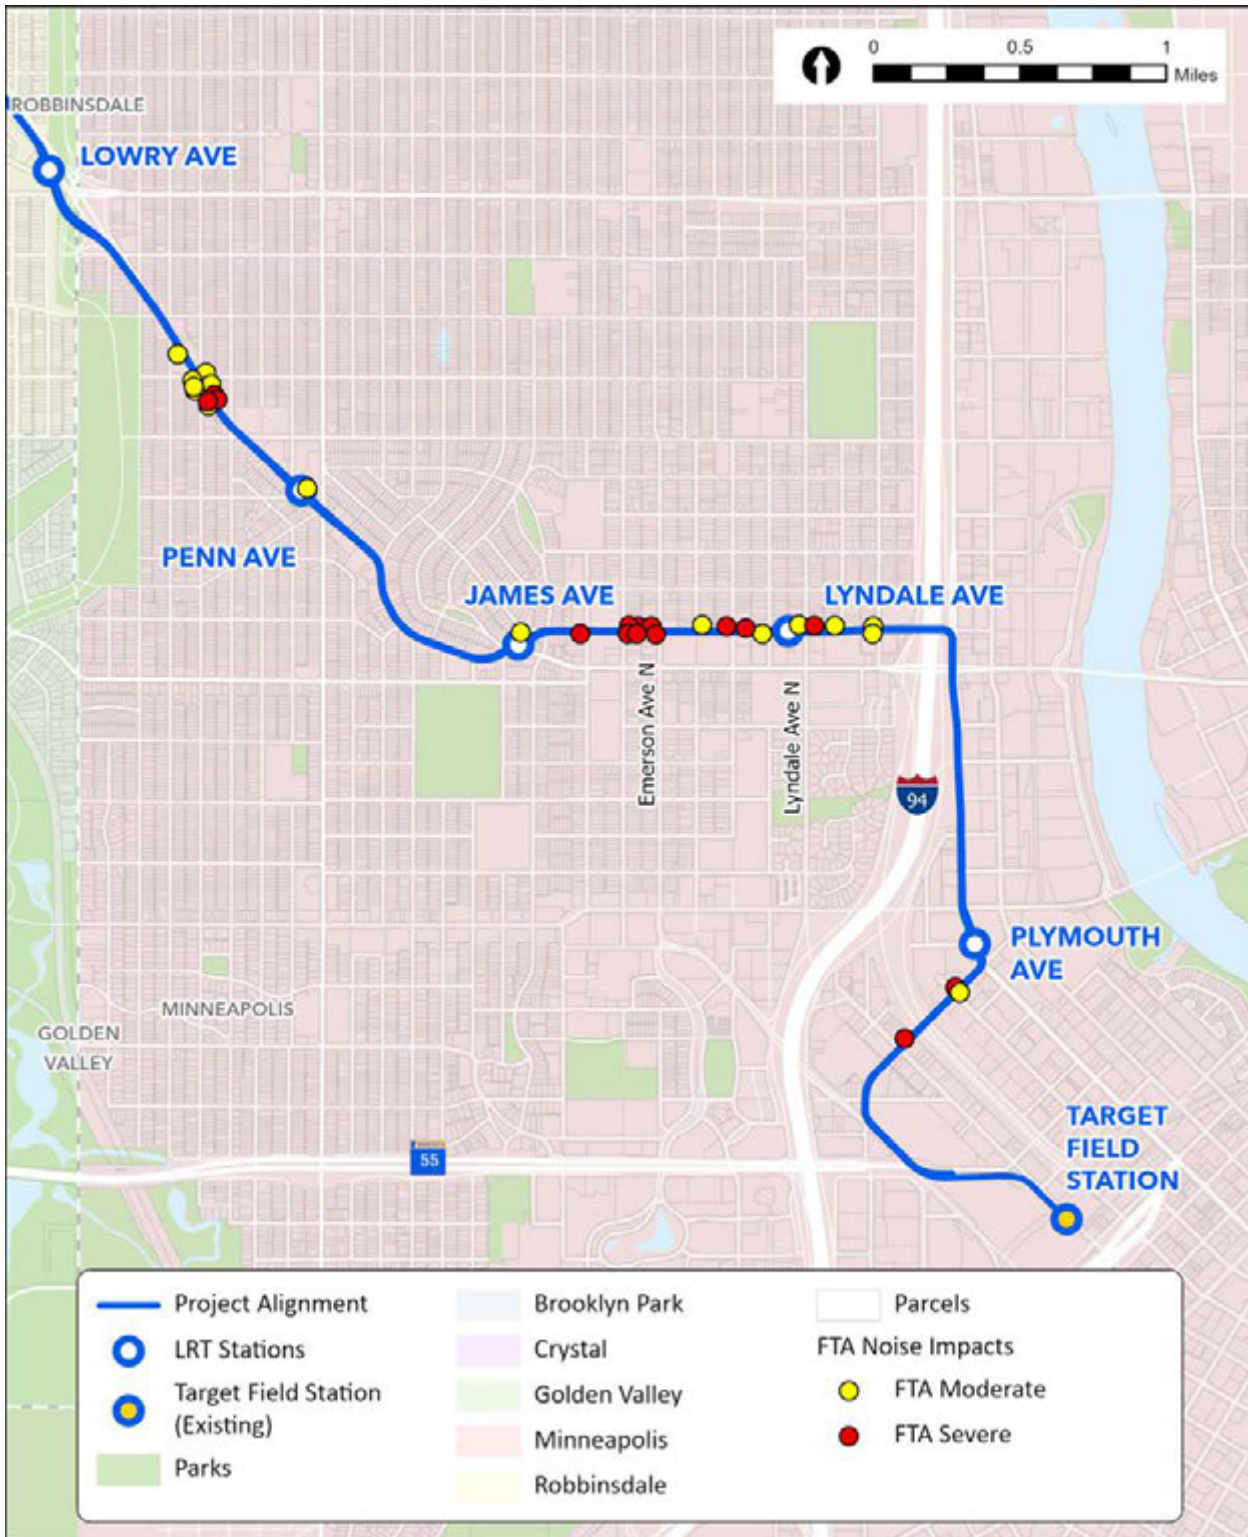 0 0.5 1
Miles
ROBBINSDALE
LOWRY AVE
PENN AVE
JAMES AVE
LYNDALE AVE
Emerson Ave N
Lyndale Ave N
94
PLYMOUTH
AVE
MINNEAPOLIS
GOLDEN
VALLEY
TARGET
FIELD
STATION
55
Project Alignment
LRT Stations
Target Field Station
(Existing)
Parks
Brooklyn Park
Crystal
Golden Valley
Minneapolis
Robbinsdale
Parcels
FTA Noise Impacts
FTA Moderate
FTA Severe